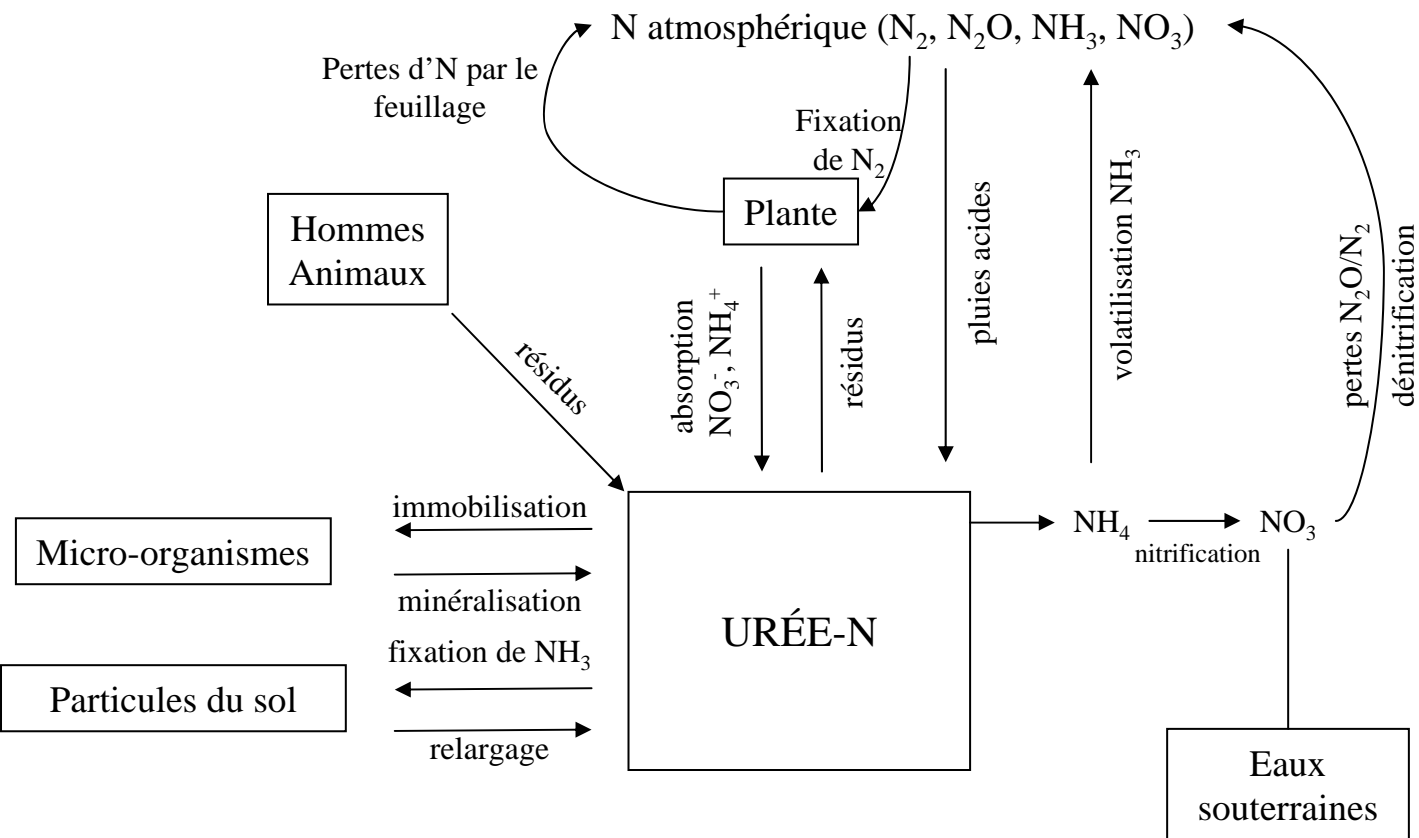 N atmosphérique (N₂, N₂O, NH₃, NO₃)
Pertes d’N par le
feuillage
Fixation
de N₂
Plante
Hommes
Animaux
résidus
absorption
NO₃⁻, NH₄⁺
résidus
pluies acides
volatilisation NH₃
pertes N₂O/N₂
dénitrification
immobilisation
Micro-organismes
minéralisation
fixation de NH₃
Particules du sol
relargage
URÉE-N
NH₄
nitrification
NO₃
Eaux
souterraines